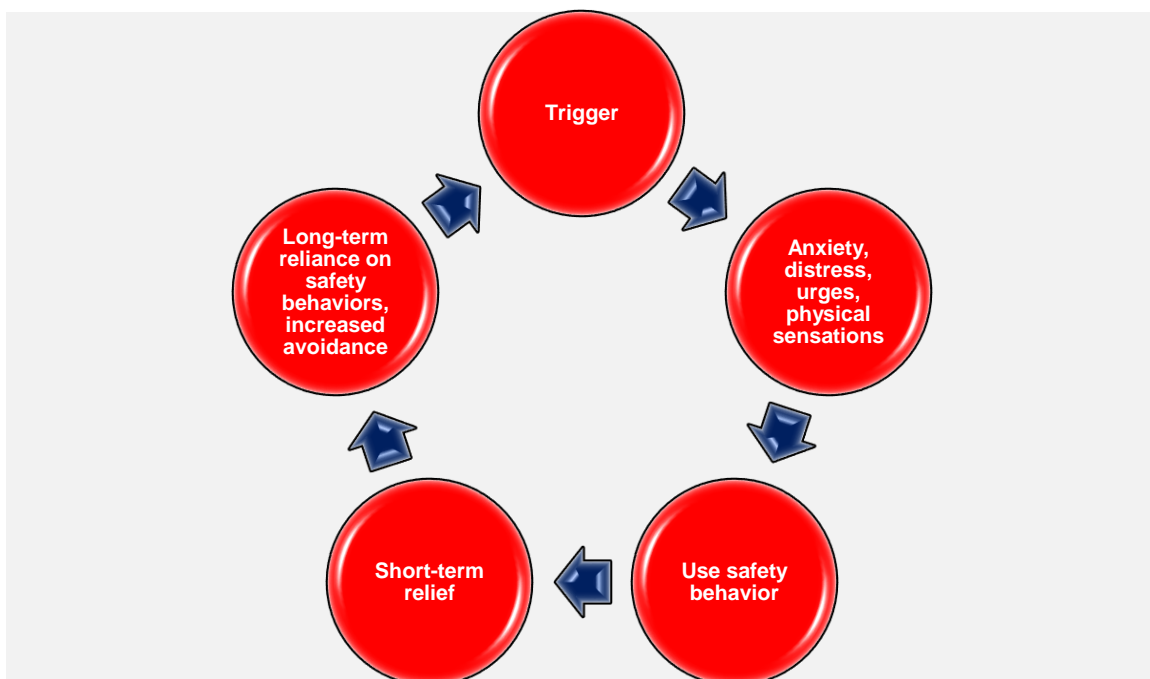 Trigger
Anxiety,
distress,
urges,
physical
sensations
Use safety
behavior
Short-term
relief
Long-term
reliance on
safety
behaviors,
increased
avoidance